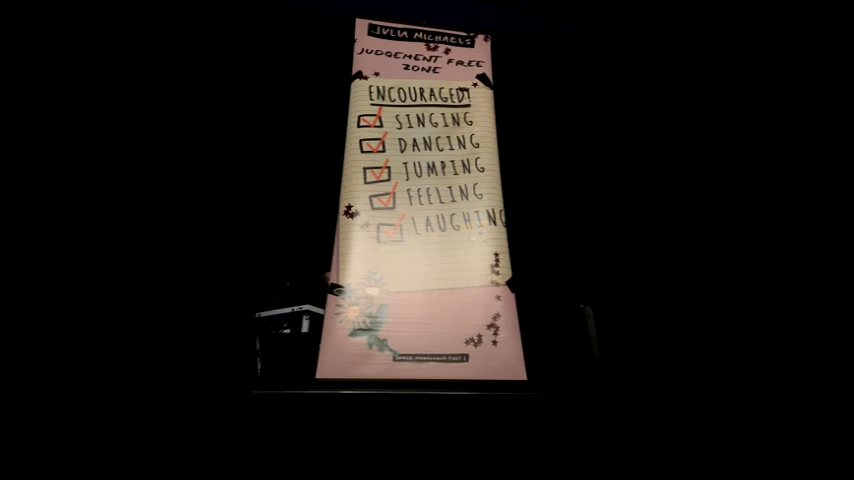 JULIA MICHAELS
JUDGEMENT FREE
ZONE
ENCOURAGED!
SINGING
DANCING
JUMPING
FEELING
LAUGHING